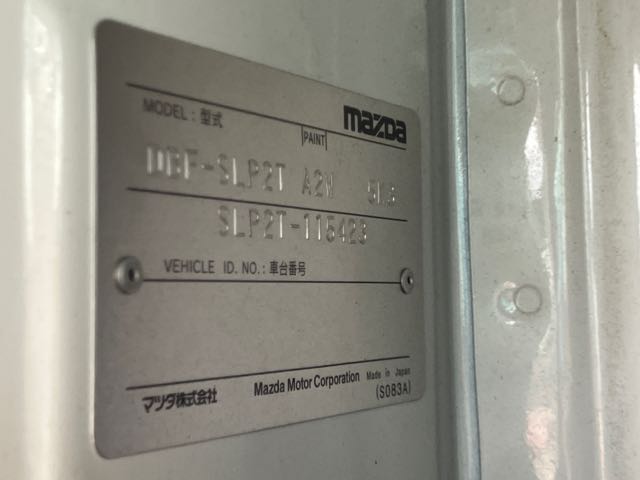 mazda
MODEL：型式
PAINT
DBF-SLP2T A2W
SLP2T-115423
VEHICLE ID. NO.：車台番号
マツダ株式会社 Mazda Motor Corporation Made in Japan
(S083A)